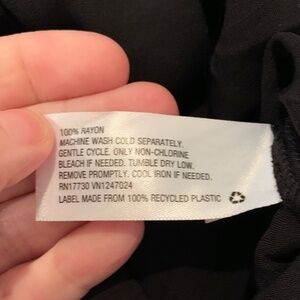 100% RAYON
MACHINE WASH COLD SEPARATELY.
GENTLE CYCLE. ONLY NON-CHLORINE
BLEACH IF NEEDED. TUMBLE DRY LOW.
REMOVE PROMPTLY. COOL IRON IF NEEDED.
RN17730 VN1247024
LABEL MADE FROM 100% RECYCLED PLASTIC